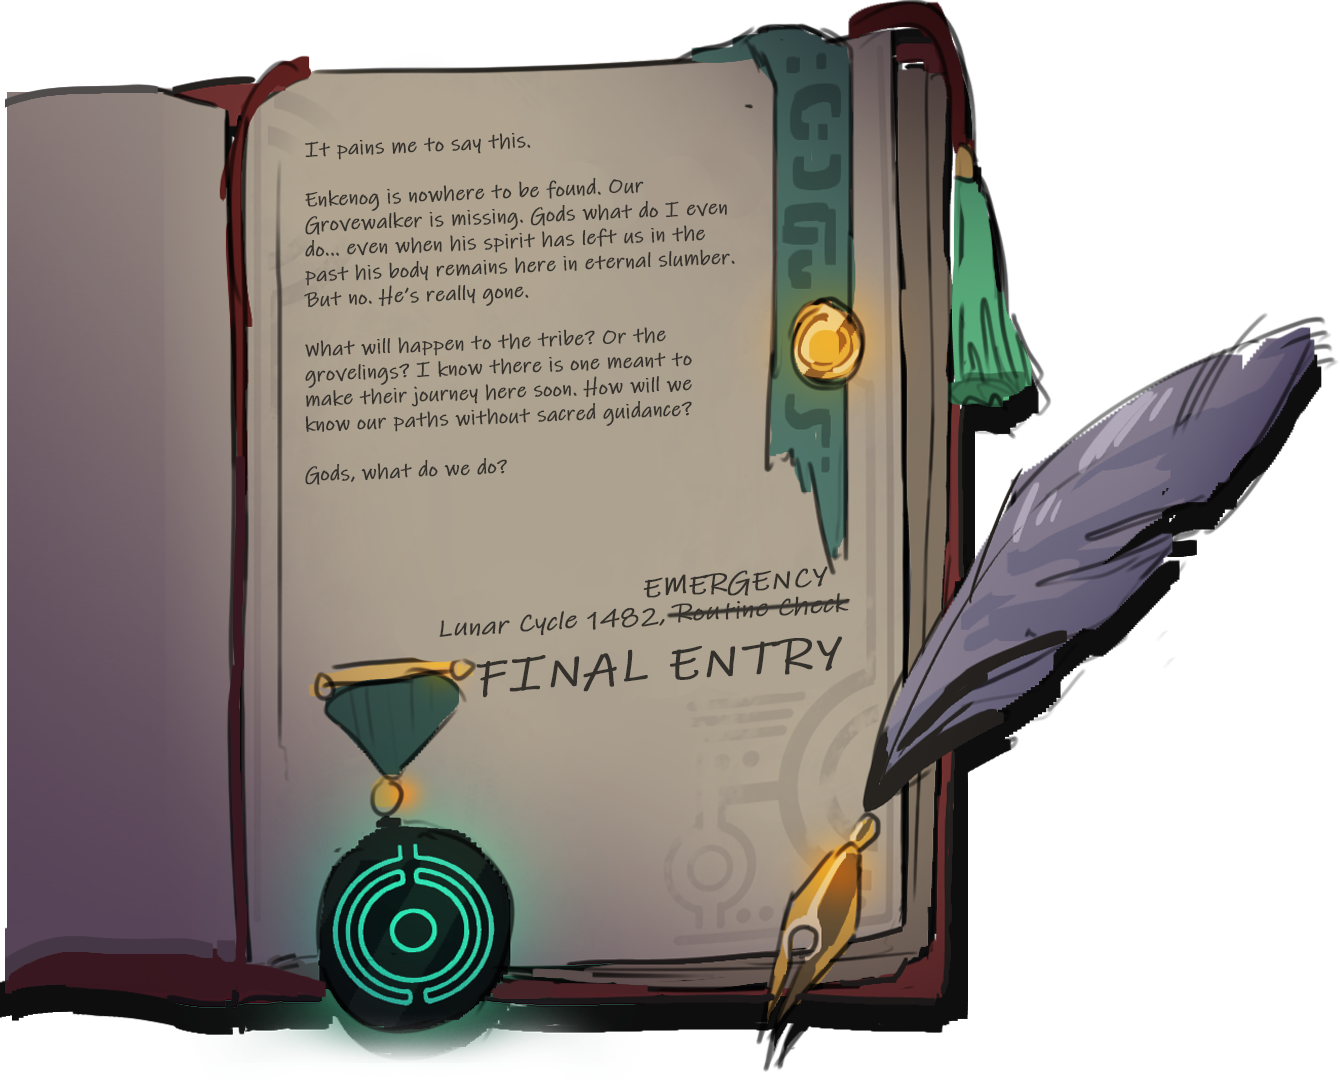 It pains me to say this.
Enkenog is nowhere to be found. Our
Grovewalker is missing. Gods what do I even
do... even when his spirit has left us in the
past his body remains here in eternal slumber.
But no. He's really gone.
What will happen to the tribe? Or the
grovelings? I know there is one meant to
make their journey here soon. How will we
know our paths without sacred guidance?
Gods, what do we do?
EMERGENCY
Lunar Cycle 1482, Routine Check
FINAL ENTRY